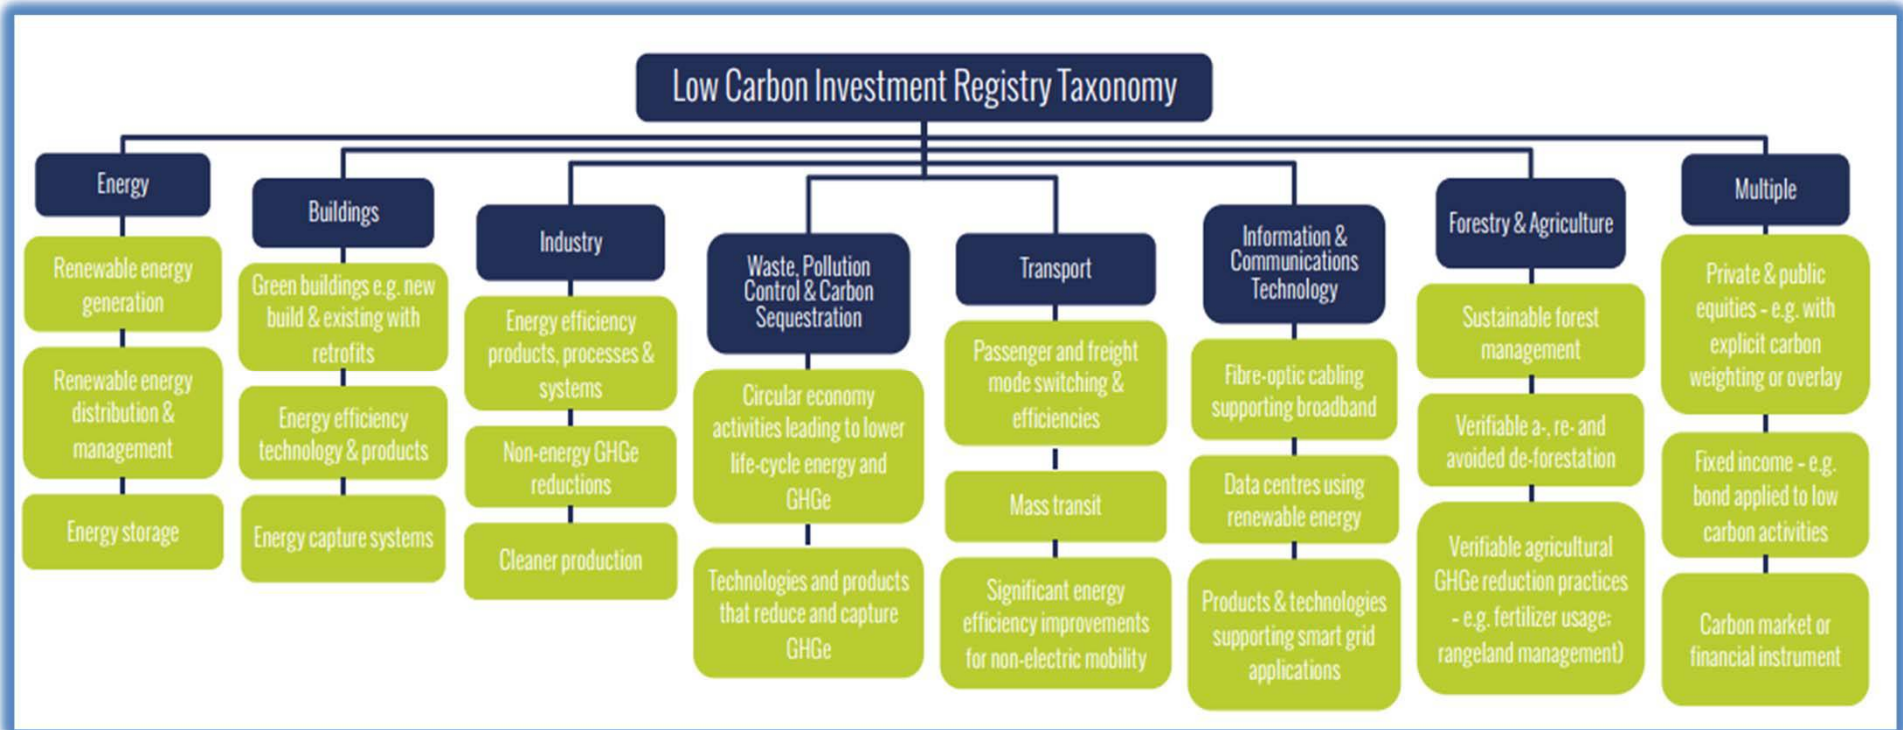 Low Carbon Investment Registry Taxonomy
Energy
Renewable energy
generation
Renewable energy
distribution &
management
Energy storage
Buildings
Green buildings e.g. new
build & existing with
retrofits
Energy efficiency
technology & products
Energy capture systems
Industry
Energy efficiency
products, processes &
systems
Non-energy GHGe
reductions
Cleaner production
Waste, Pollution
Control & Carbon
Sequestration
Circular economy
activities leading to lower
life-cycle energy and
GHGe
Technologies and products
that reduce and capture
GHGe
Transport
Passenger and freight
mode switching &
efficiencies
Mass transit
Significant energy
efficiency improvements
for non-electric mobility
Information &
Communications
Technology
Fibre-optic cabling
supporting broadband
Data centres using
renewable energy
Products & technologies
supporting smart grid
applications
Forestry & Agriculture
Sustainable forest
management
Verifiable a-, re- and
avoided de-forestation
Verifiable agricultural
GHGe reduction practices
- e.g. fertilizer usage;
rangeland management)
Multiple
Private & public
equities - e.g. with
explicit carbon
weighting or overlay
Fixed income - e.g.
bond applied to low
carbon activities
Carbon market or
financial instrument